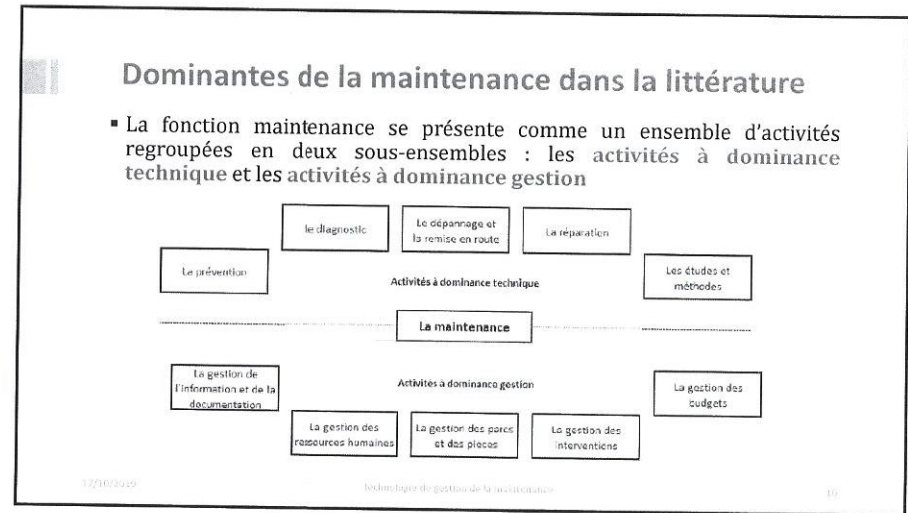 Dominantes de la maintenance dans la littérature
▪ La fonction maintenance se présente comme un ensemble d'activités
regroupées en deux sous-ensembles : les activités à dominance
technique et les activités à dominance gestion
La prévention
le diagnostic
Le dépannage et
la remise en route
La réparation
Les études et
méthodes
Activités à dominance technique
La maintenance
Activités à dominance gestion
La gestion de
l'information et de la
documentation
La gestion des
ressources humaines
La gestion des parcs
et des pièces
La gestion des
interventions
La gestion des
budgets
Technique de gestion de la maintenance